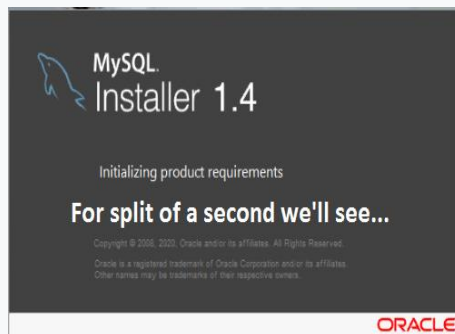 MySQL.
Installer 1.4
Initializing product requirements
For split of a second we'll see...
Copyright © 2008, 2020, Oracle and/or its affiliates. All Rights Reserved.
Oracle is a registered trademark of Oracle Corporation and/or its affiliates.
Other names may be trademarks of their respective owners.
ORACLE